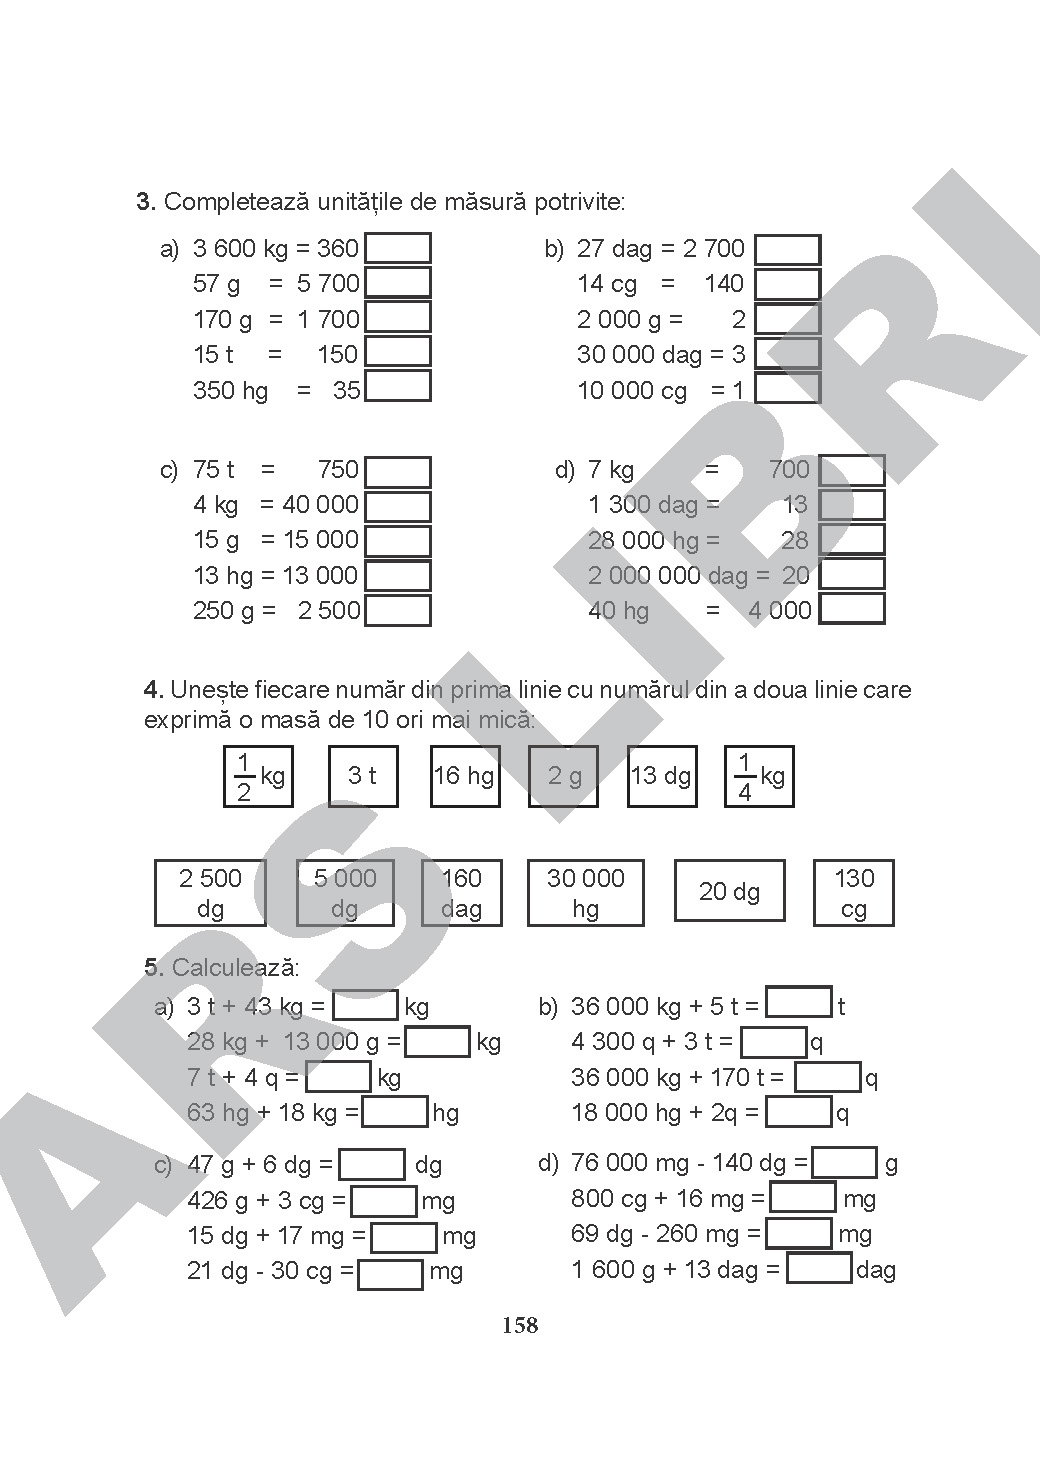 3. Completează unitățile de măsură potrivite:
a) 3 600 kg = 360
57 g = 5 700
170 g = 1 700
15 t = 150
350 hg = 35
b) 27 dag = 2 700
14 cg = 140
2 000 g = 2
30 000 dag = 3
10 000 cg = 1
c) 75 t = 750
4 kg = 40 000
15 g = 15 000
13 hg = 13 000
250 g = 2 500
d) 7 kg = 700
1 300 dag = 13
28 000 hg = 28
2 000 000 dag = 20
40 hg = 4 000
4. Unește fiecare număr din prima linie cu numărul din a doua linie care
exprimă o masă de 10 ori mai mică:
1/2 kg 3 t 16 hg 2 g 13 dg 1/4 kg
2 500 dg 5 000 dg 160 dag 30 000 hg 20 dg 130 cg
5. Calculează:
a) 3 t + 43 kg = kg
28 kg + 13 000 g = kg
7 t + 4 q = kg
63 hg + 18 kg = hg
b) 36 000 kg + 5 t = t
4 300 q + 3 t = q
36 000 kg + 170 t = q
18 000 hg + 2q = q
c) 47 g + 6 dg = dg
426 g + 3 cg = mg
15 dg + 17 mg = mg
21 dg - 30 cg = mg
d) 76 000 mg - 140 dg = g
800 cg + 16 mg = mg
69 dg - 260 mg = mg
1 600 g + 13 dag = dag
158
ARS LIBRI